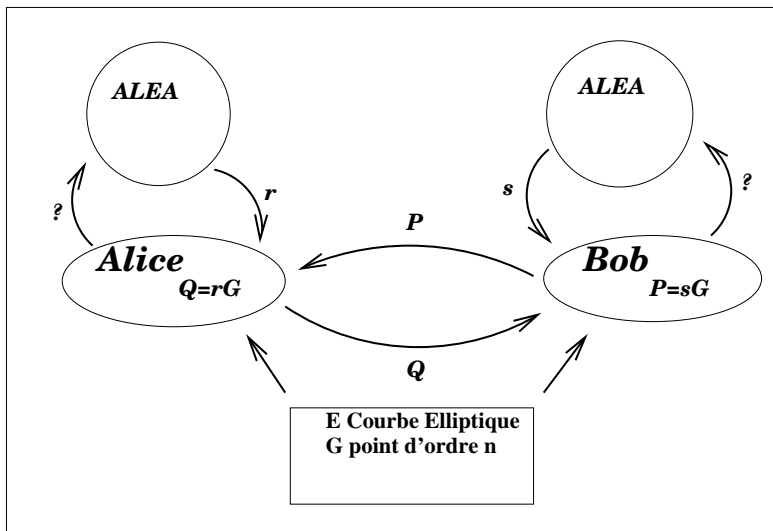 ALEA
ALEA
?
r
s
?
P
Alice
Q=rG
Bob
P=sG
Q
E Courbe Elliptique
G point d'ordre n